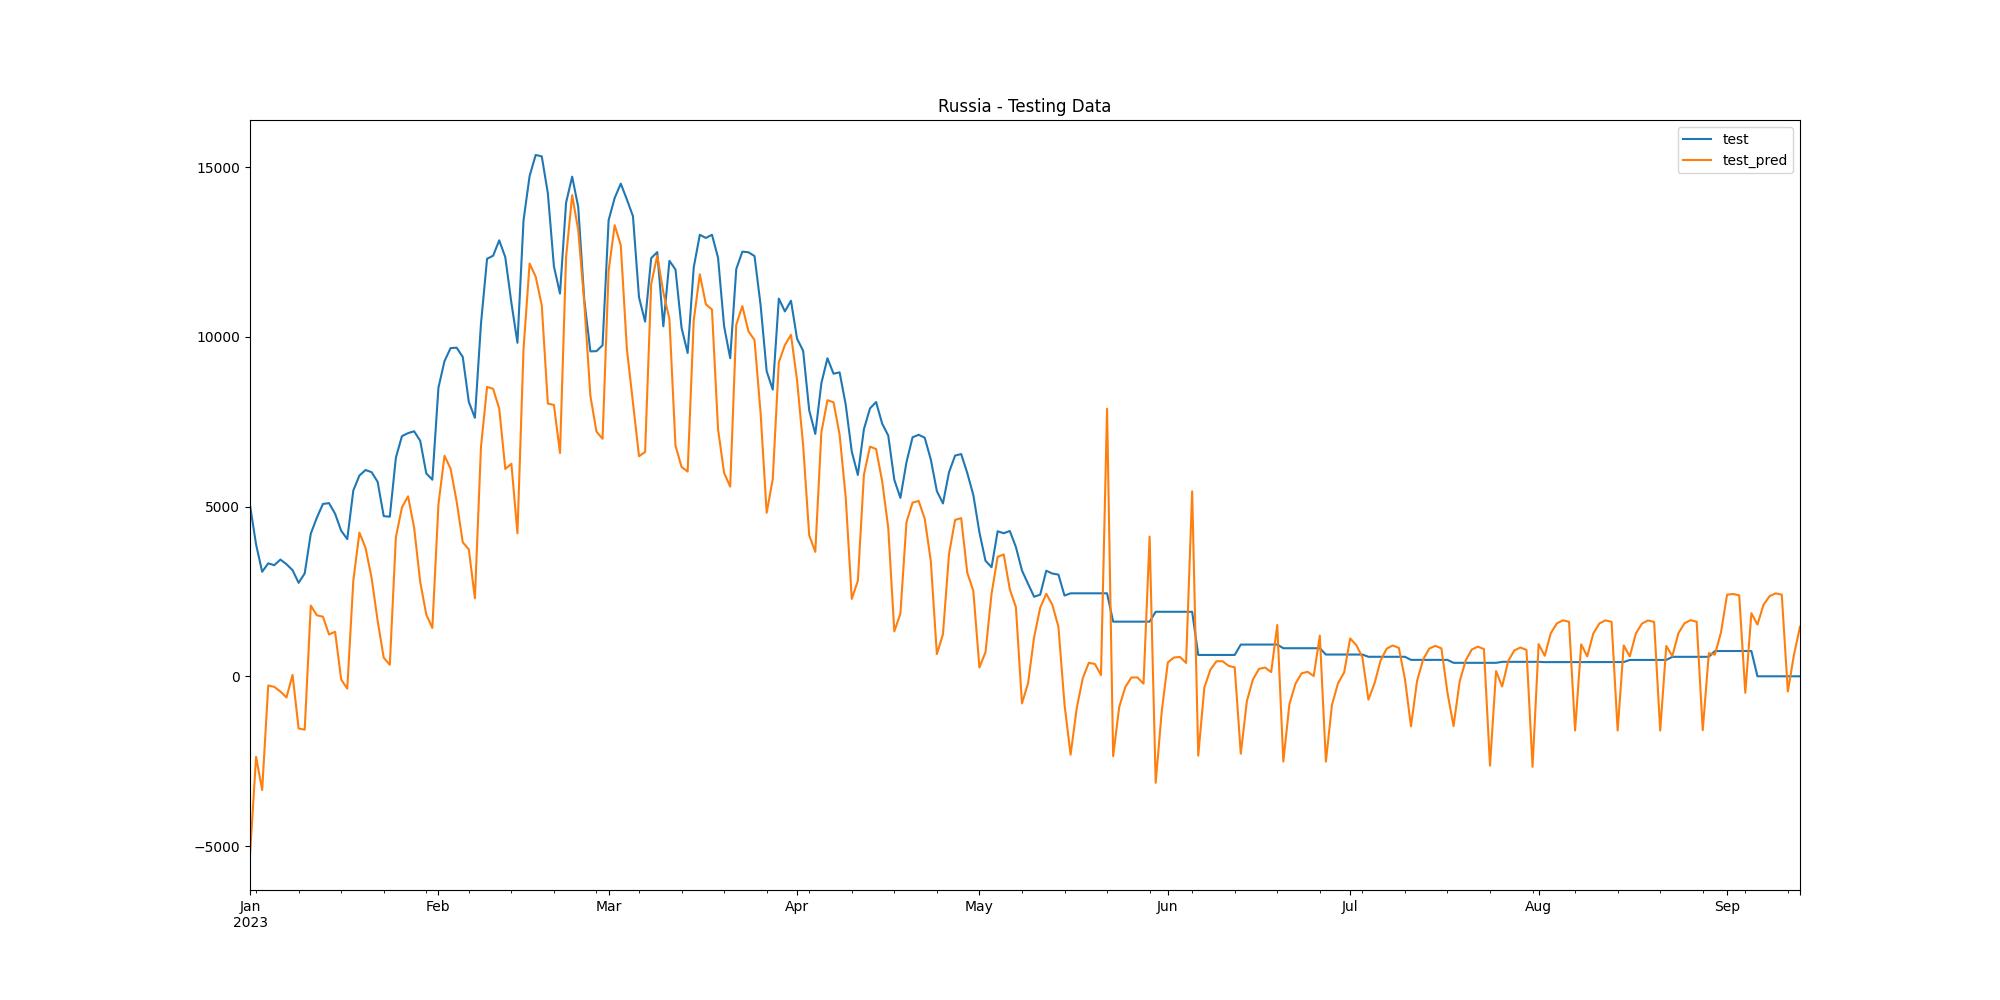 Russia - Testing Data
test
test_pred
15000
10000
5000
0
−5000
Jan Feb Mar Apr May Jun Jul Aug Sep
2023